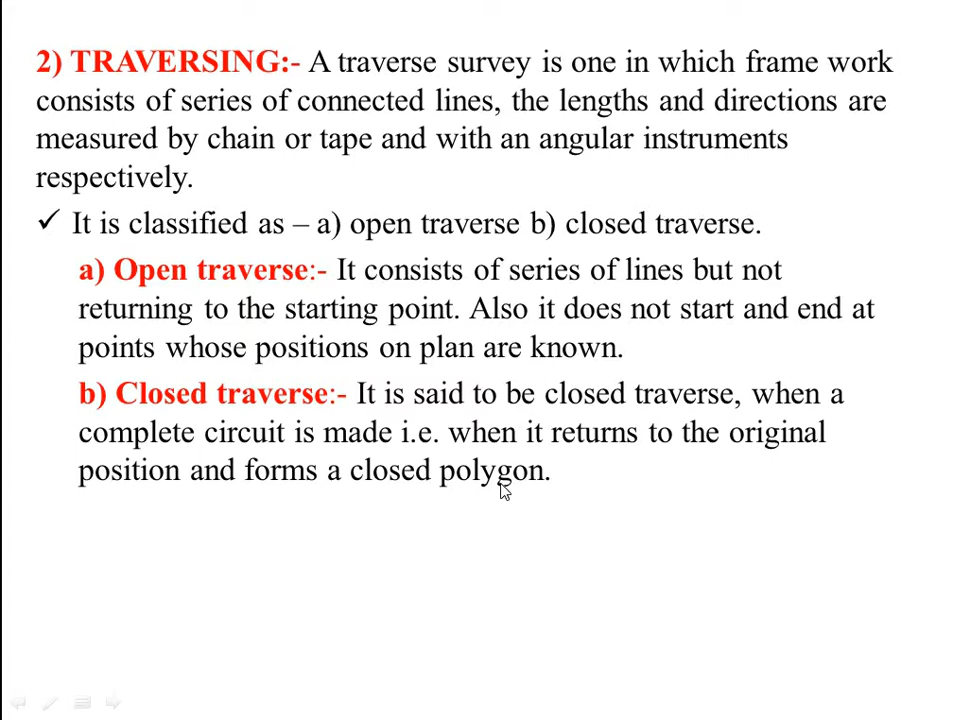 2) TRAVERSING:- A traverse survey is one in which frame work
consists of series of connected lines, the lengths and directions are
measured by chain or tape and with an angular instruments
respectively.
✓ It is classified as – a) open traverse b) closed traverse.
a) Open traverse:- It consists of series of lines but not
returning to the starting point. Also it does not start and end at
points whose positions on plan are known.
b) Closed traverse:- It is said to be closed traverse, when a
complete circuit is made i.e. when it returns to the original
position and forms a closed polygon.